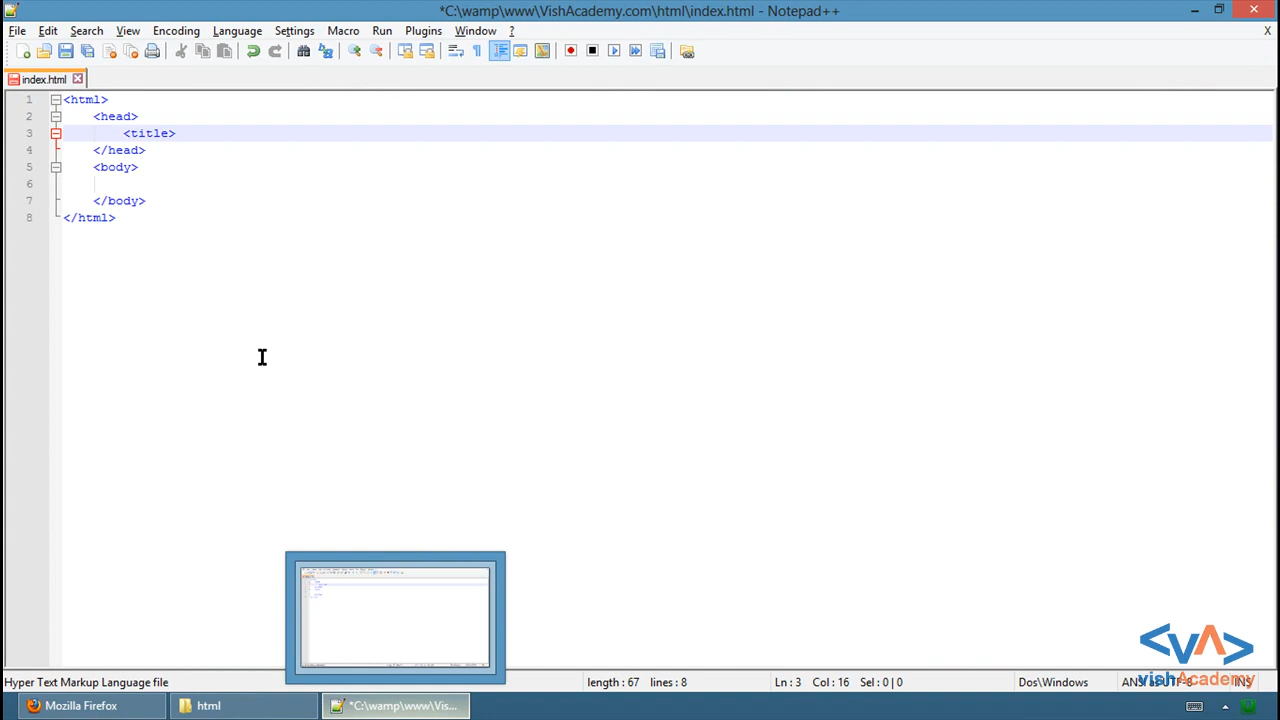 *C:\wamp\www\VishAcademy.com\html\index.html - Notepad++
File Edit Search View Encoding Language Settings Macro Run Plugins Window ? X
index.html
1 <html>
2 <head>
3 <title>
4 </head>
5 <body>
6
7 </body>
8 </html>
<VA>
vishAcademy
Hyper Text Markup Language file length : 67 lines : 8 Ln : 3 Col : 16 Sel : 0 | 0 Dos\Windows INS
Mozilla Firefox html *C:\wamp\www\Vis...